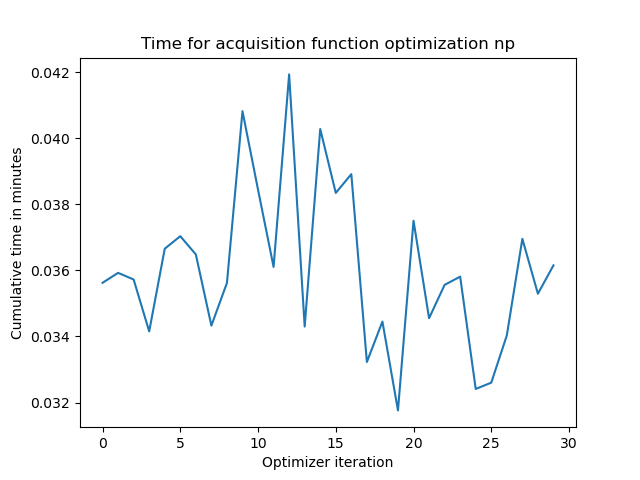 Time for acquisition function optimization np
0.042
0.040
0.038
0.036
0.034
0.032
Cumulative time in minutes
0 5 10 15 20 25 30
Optimizer iteration